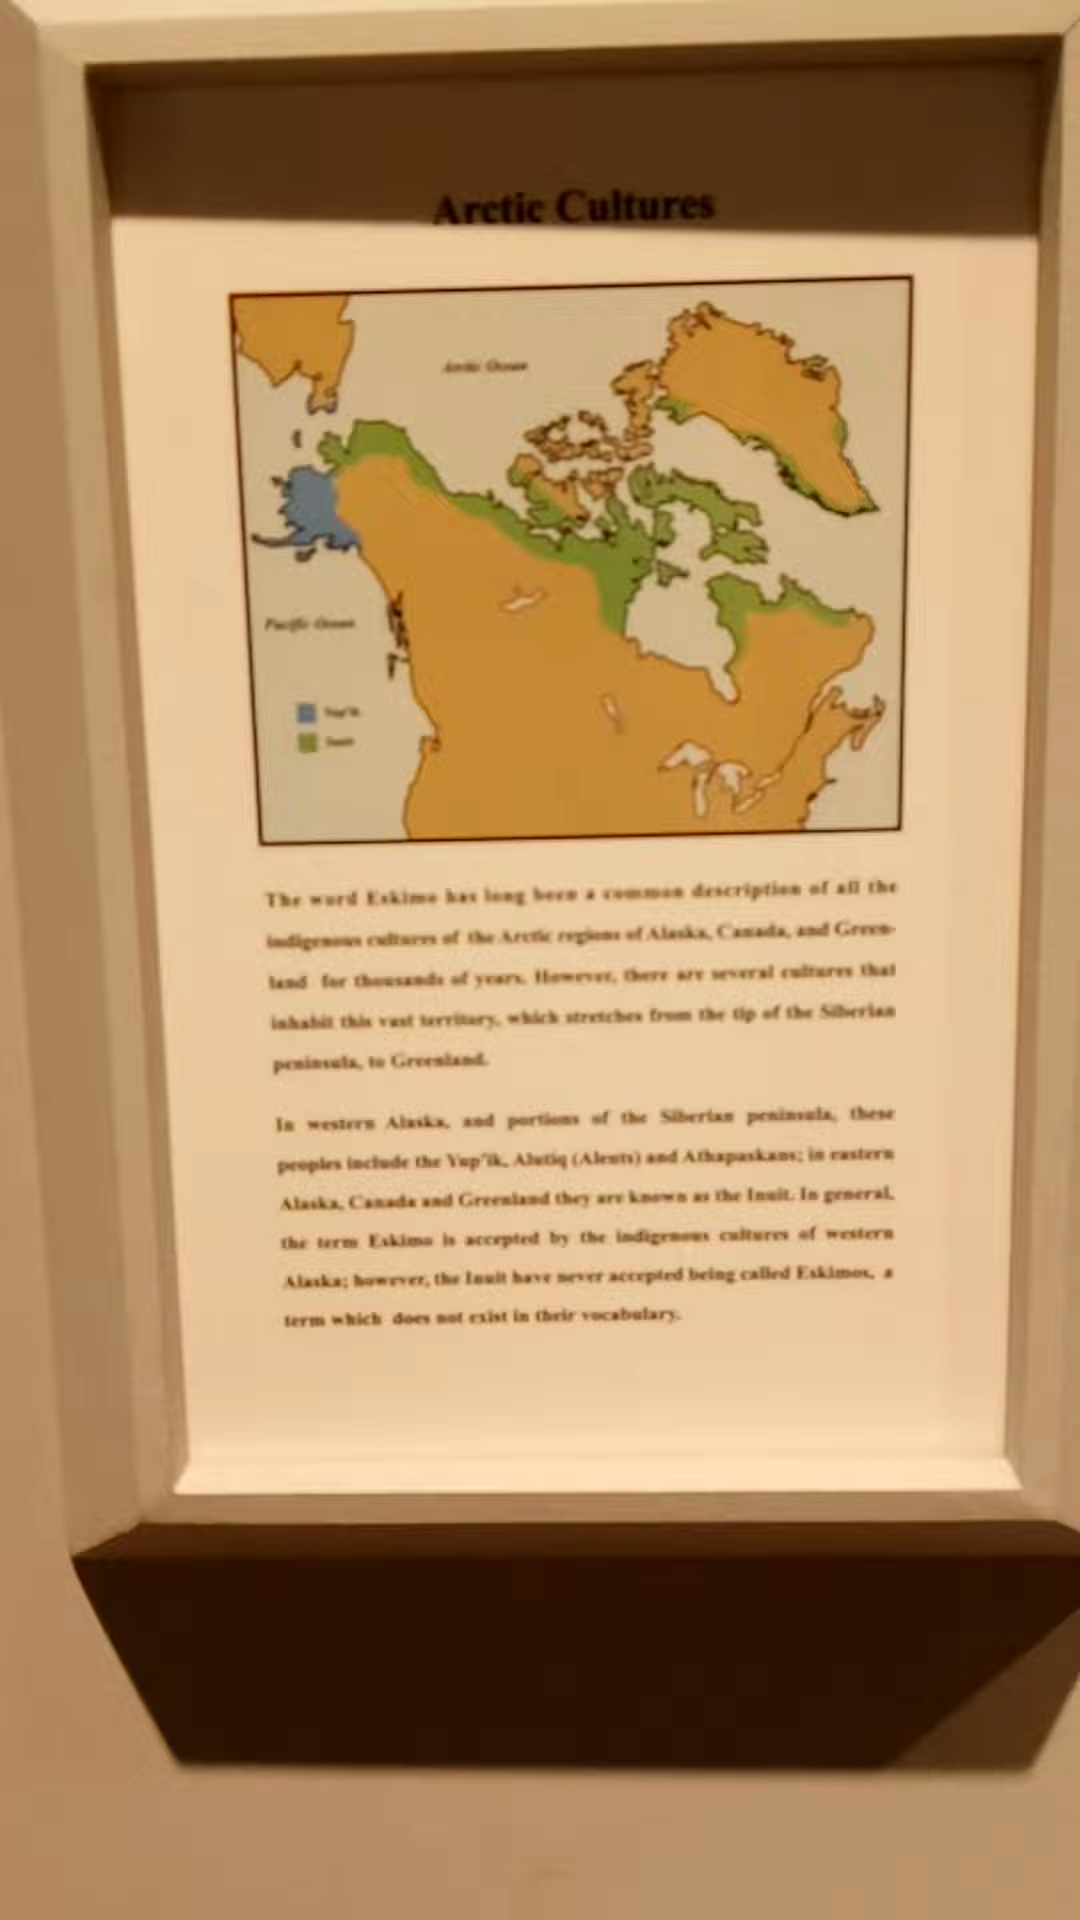 Arctic Cultures
Arctic Ocean
Pacific Ocean
Yup'ik
Inuit
The word Eskimo has long been a common description of all the
indigenous cultures of the Arctic regions of Alaska, Canada, and Green-
land for thousands of years. However, there are several cultures that
inhabit this vast territory, which stretches from the tip of the Siberian
peninsula, to Greenland.
In western Alaska, and portions of the Siberian peninsula, these
peoples include the Yup'ik, Alutiq (Aleuts) and Athapaskans; in eastern
Alaska, Canada and Greenland they are known as the Inuit. In general,
the term Eskimo is accepted by the indigenous cultures of western
Alaska; however, the Inuit have never accepted being called Eskimos, a
term which does not exist in their vocabulary.